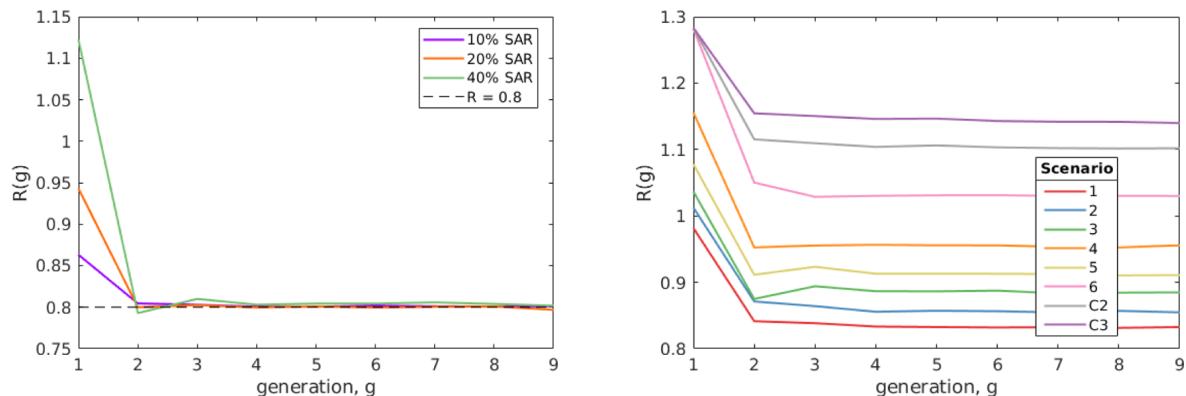 1.15
1.1
1.05
1
0.95
0.9
0.85
0.8
0.75
R(g)
1 2 3 4 5 6 7 8 9
generation, g
10% SAR
20% SAR
40% SAR
R = 0.8
1.3
1.2
1.1
1
0.9
0.8
R(g)
1 2 3 4 5 6 7 8 9
generation, g
Scenario
1
2
3
4
5
6
C2
C3